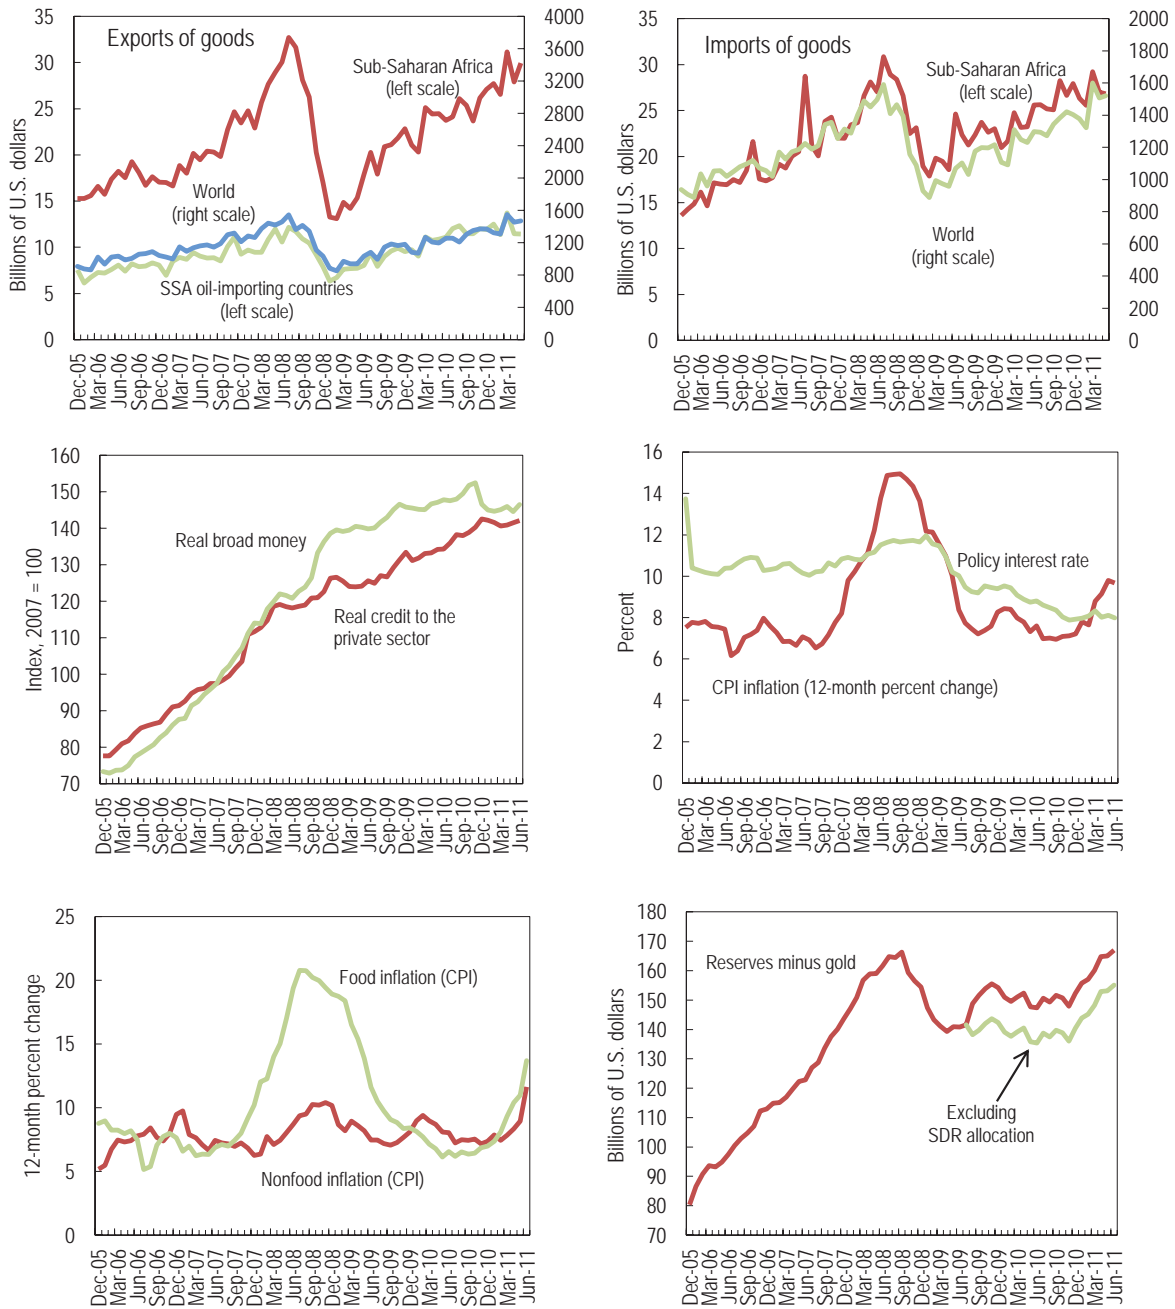 Exports of goods
Billions of U.S. dollars
35
30
25
20
15
10
5
0
4000
3600
3200
2800
2400
2000
1600
1200
800
400
0
Sub-Saharan Africa
(left scale)
World
(right scale)
SSA oil-importing countries
(left scale)
Dec-05
Mar-06
Jun-06
Sep-06
Dec-06
Mar-07
Jun-07
Sep-07
Dec-07
Mar-08
Jun-08
Sep-08
Dec-08
Mar-09
Jun-09
Sep-09
Dec-09
Mar-10
Jun-10
Sep-10
Dec-10
Mar-11
Imports of goods
Billions of U.S. dollars
35
30
25
20
15
10
5
0
2000
1800
1600
1400
1200
1000
800
600
400
200
0
Sub-Saharan Africa
(left scale)
World
(right scale)
Dec-05
Mar-06
Jun-06
Sep-06
Dec-06
Mar-07
Jun-07
Sep-07
Dec-07
Mar-08
Jun-08
Sep-08
Dec-08
Mar-09
Jun-09
Sep-09
Dec-09
Mar-10
Jun-10
Sep-10
Dec-10
Mar-11
Index, 2007 = 100
160
150
140
130
120
110
100
90
80
70
Real broad money
Real credit to the
private sector
Dec-05
Mar-06
Jun-06
Sep-06
Dec-06
Mar-07
Jun-07
Sep-07
Dec-07
Mar-08
Jun-08
Sep-08
Dec-08
Mar-09
Jun-09
Sep-09
Dec-09
Mar-10
Jun-10
Sep-10
Dec-10
Mar-11
Jun-11
Percent
16
14
12
10
8
6
4
2
0
Policy interest rate
CPI inflation (12-month percent change)
Dec-05
Mar-06
Jun-06
Sep-06
Dec-06
Mar-07
Jun-07
Sep-07
Dec-07
Mar-08
Jun-08
Sep-08
Dec-08
Mar-09
Jun-09
Sep-09
Dec-09
Mar-10
Jun-10
Sep-10
Dec-10
Mar-11
Jun-11
12-month percent change
25
20
15
10
5
0
Food inflation (CPI)
Nonfood inflation (CPI)
Dec-05
Mar-06
Jun-06
Sep-06
Dec-06
Mar-07
Jun-07
Sep-07
Dec-07
Mar-08
Jun-08
Sep-08
Dec-08
Mar-09
Jun-09
Sep-09
Dec-09
Mar-10
Jun-10
Sep-10
Dec-10
Mar-11
Jun-11
Billions of U.S. dollars
180
170
160
150
140
130
120
110
100
90
80
70
Reserves minus gold
Excluding
SDR allocation
Dec-05
Mar-06
Jun-06
Sep-06
Dec-06
Mar-07
Jun-07
Sep-07
Dec-07
Mar-08
Jun-08
Sep-08
Dec-08
Mar-09
Jun-09
Sep-09
Dec-09
Mar-10
Jun-10
Sep-10
Dec-10
Mar-11
Jun-11